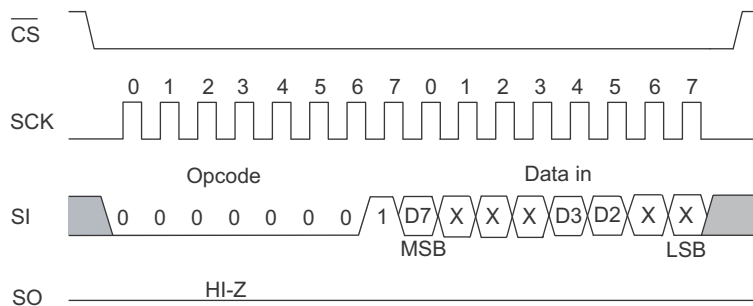 CS
0 1 2 3 4 5 6 7 0 1 2 3 4 5 6 7
SCK
Opcode Data in
SI 0 0 0 0 0 0 0 1 D7 X X X D3 D2 X X
MSB LSB
HI-Z
SO